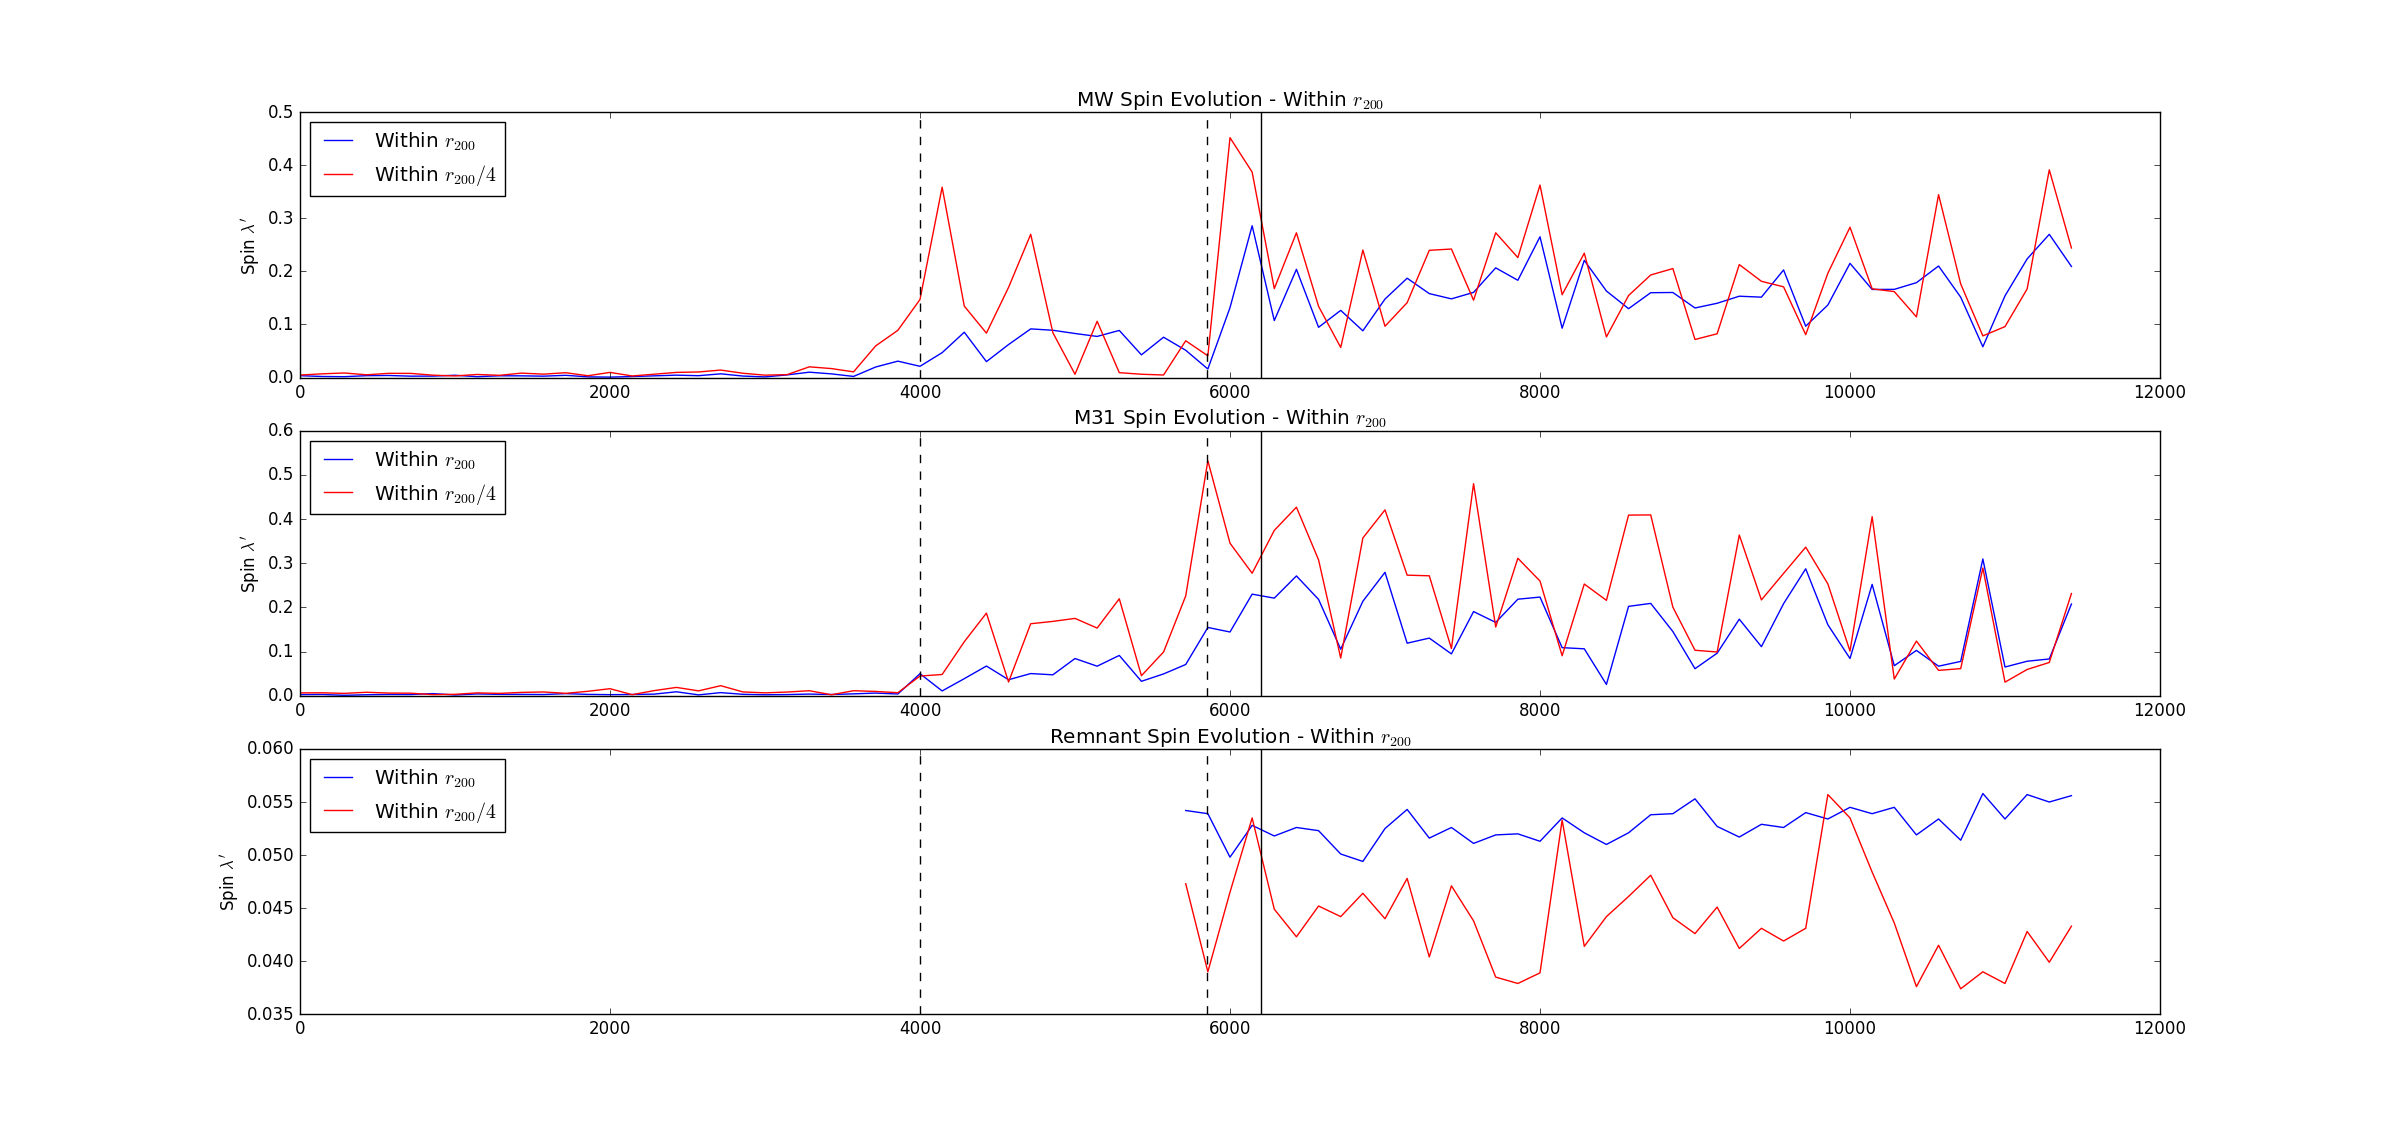 MW Spin Evolution - Within r₂₀₀
0.5
0.4
0.3
0.2
0.1
0.0
Spin λ′
Within r₂₀₀
Within r₂₀₀/4
0 2000 4000 6000 8000 10000 12000
M31 Spin Evolution - Within r₂₀₀
0.6
0.5
0.4
0.3
0.2
0.1
0.0
Spin λ′
Within r₂₀₀
Within r₂₀₀/4
0 2000 4000 6000 8000 10000 12000
Remnant Spin Evolution - Within r₂₀₀
0.060
0.055
0.050
0.045
0.040
0.035
Spin λ′
Within r₂₀₀
Within r₂₀₀/4
0 2000 4000 6000 8000 10000 12000